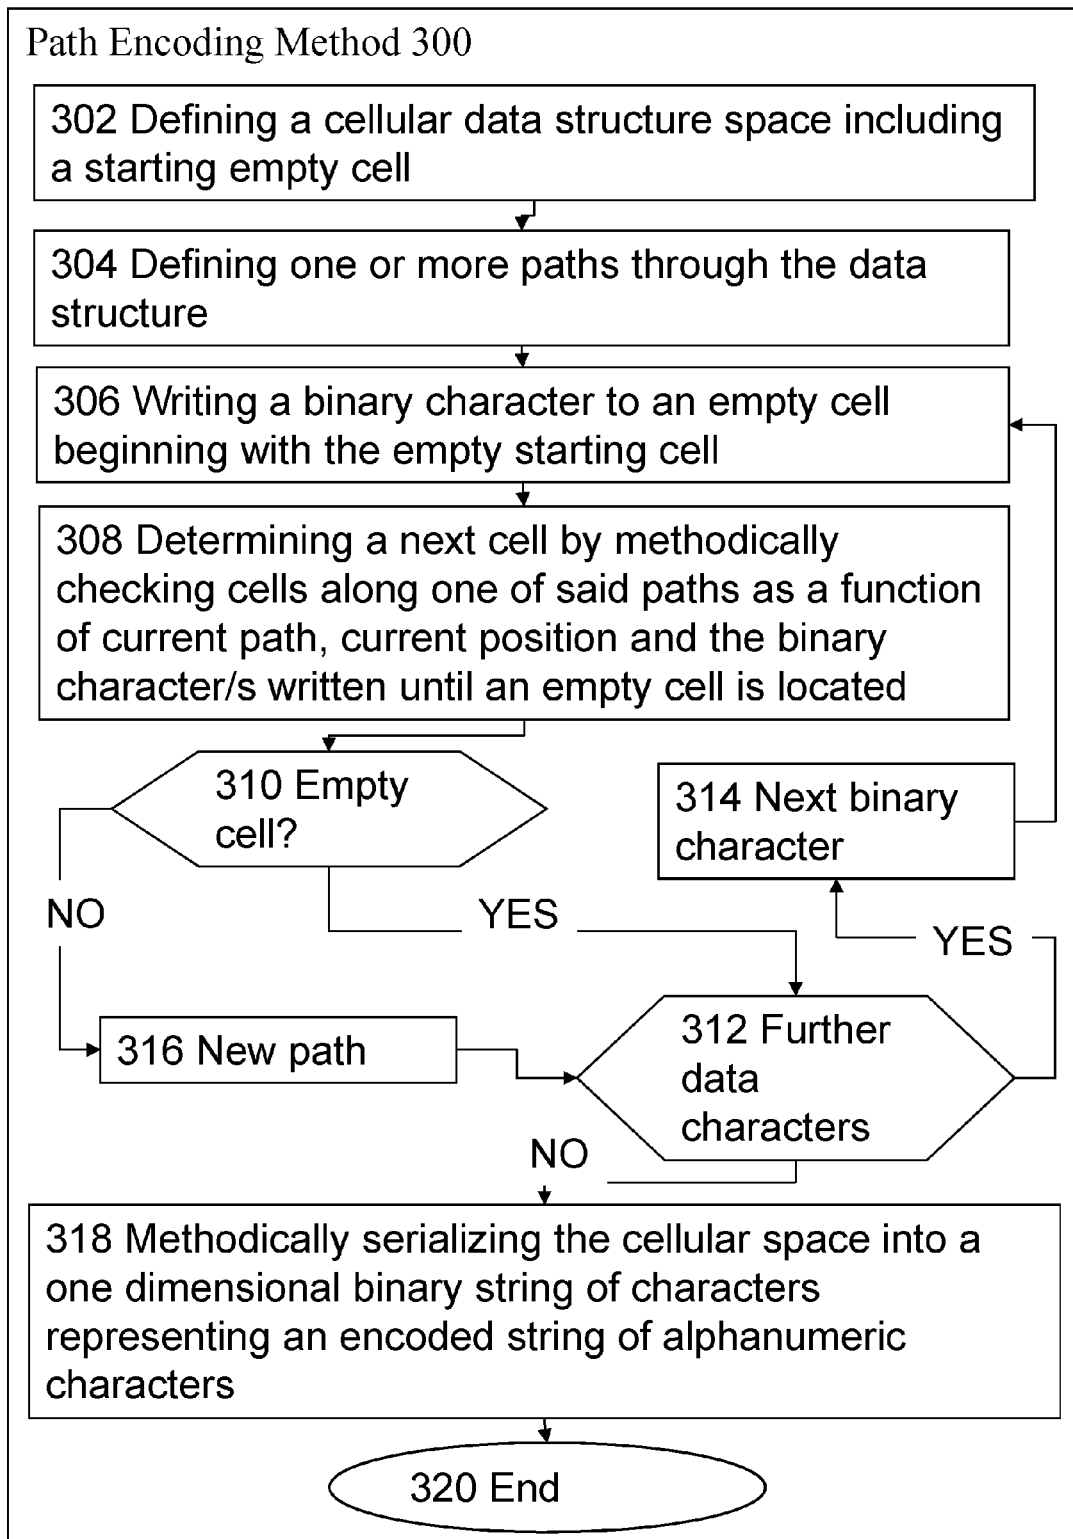 Path Encoding Method 300
302 Defining a cellular data structure space including
a starting empty cell
304 Defining one or more paths through the data
structure
306 Writing a binary character to an empty cell
beginning with the empty starting cell
308 Determining a next cell by methodically
checking cells along one of said paths as a function
of current path, current position and the binary
character/s written until an empty cell is located
310 Empty
cell?
314 Next binary
character
NO
YES
YES
316 New path
312 Further
data
characters
NO
318 Methodically serializing the cellular space into a
one dimensional binary string of characters
representing an encoded string of alphanumeric
characters
320 End